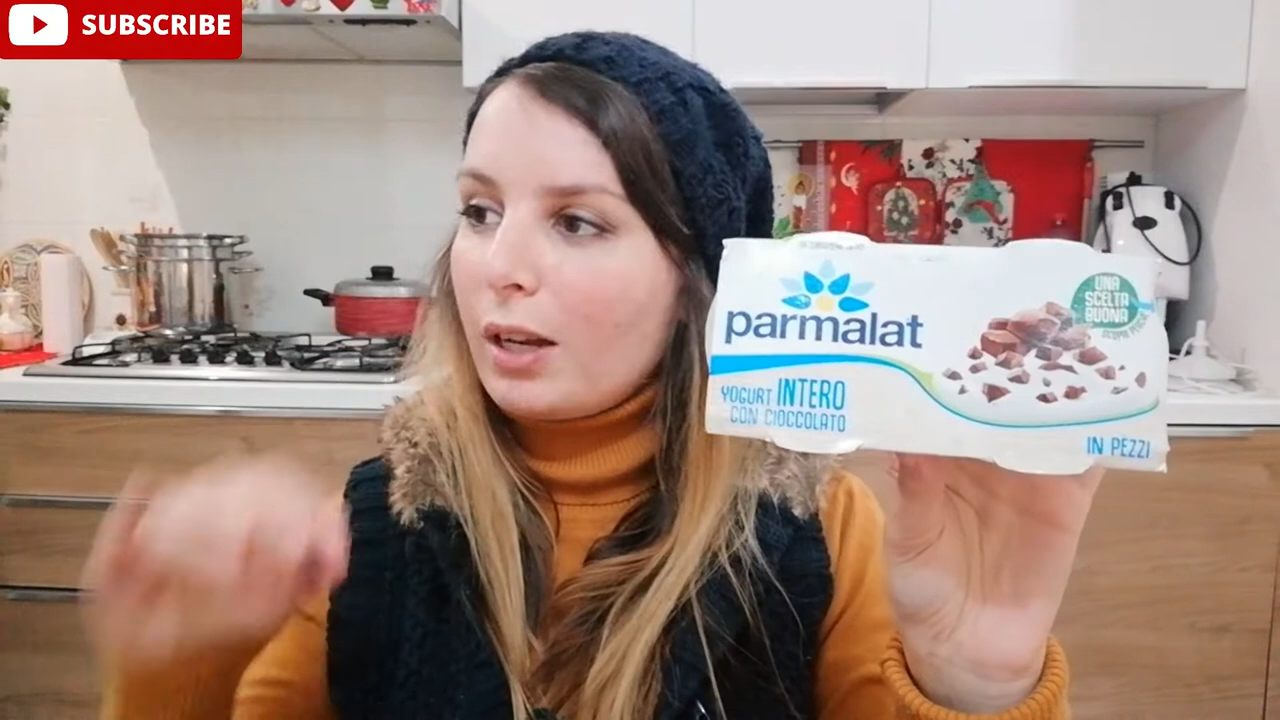 SUBSCRIBE
parmalat
YOGURT INTERO
CON CIOCCOLATO
UNA
SCELTA
BUONA
IN PEZZI